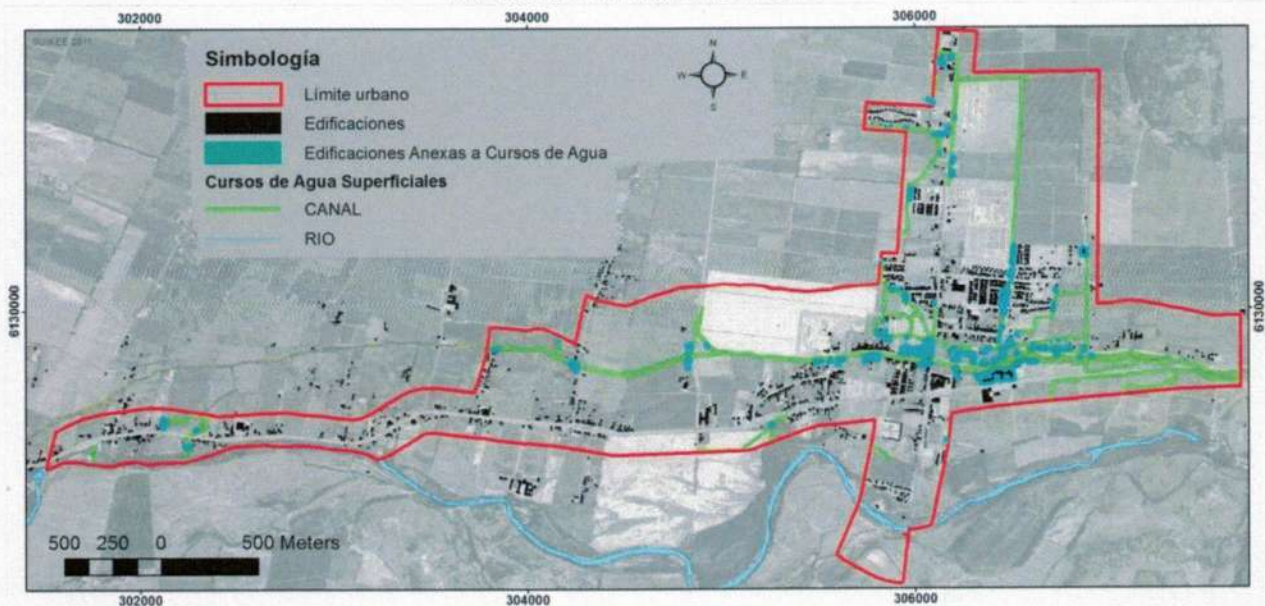 302000 304000 306000
Simbología
Límite urbano
Edificaciones
Edificaciones Anexas a Cursos de Agua
Cursos de Agua Superficiales
CANAL
RIO
N
W E
S
6130000 6130000
500 250 0 500 Meters
302000 304000 306000